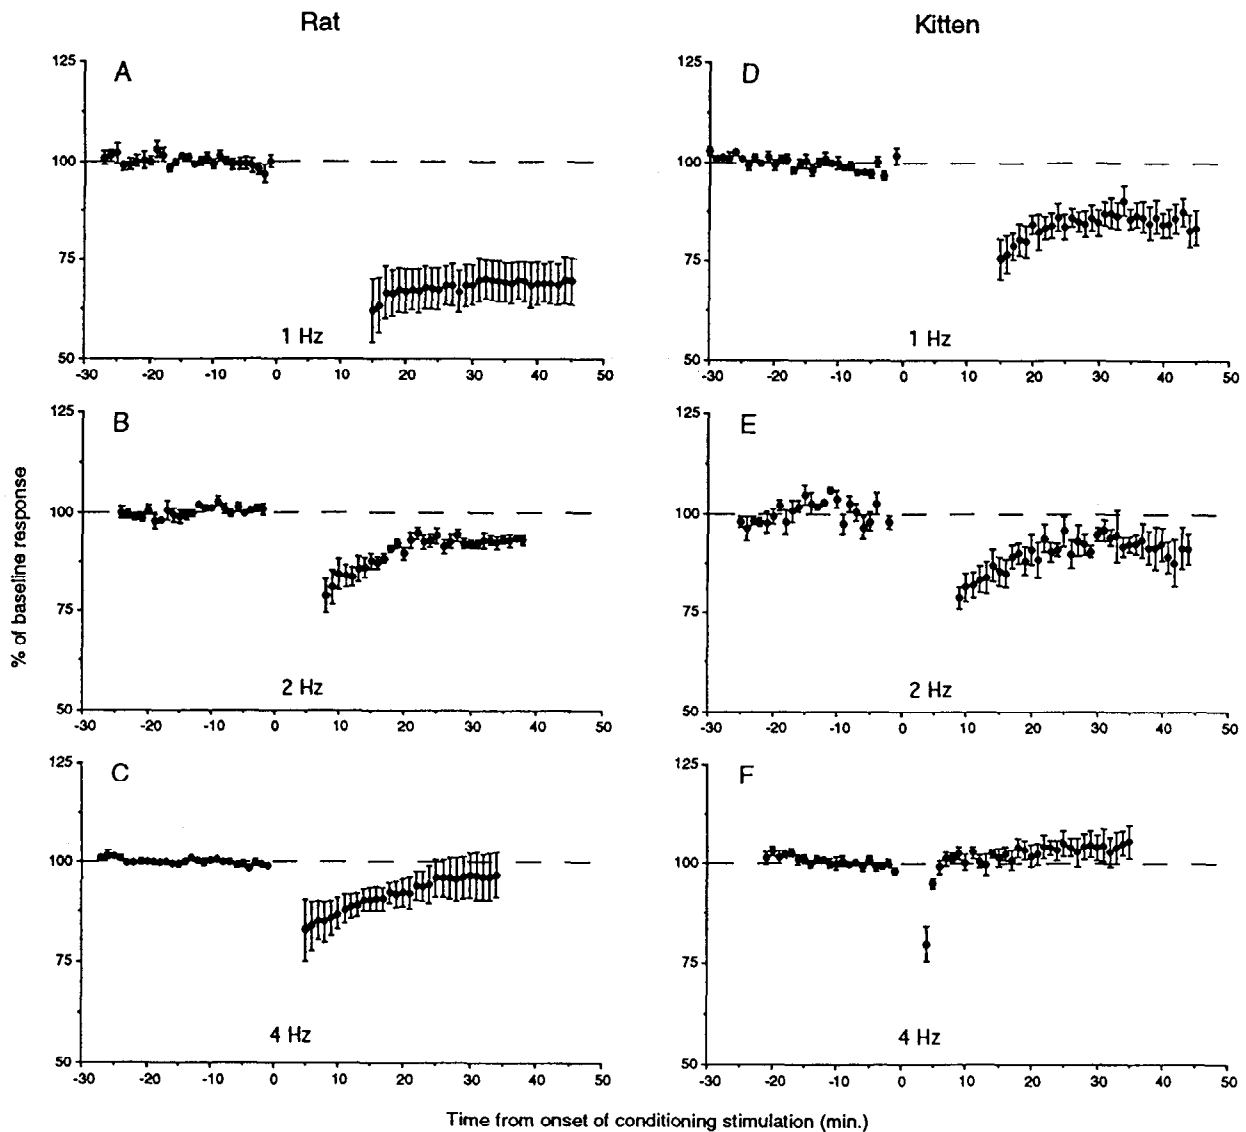 Rat
Kitten
A
125
100
75
50
1 Hz
-30 -20 -10 0 10 20 30 40 50
D
125
100
75
50
1 Hz
-30 -20 -10 0 10 20 30 40 50
B
125
100
75
50
2 Hz
-30 -20 -10 0 10 20 30 40 50
E
125
100
75
50
2 Hz
-30 -20 -10 0 10 20 30 40 50
C
125
100
75
50
4 Hz
-30 -20 -10 0 10 20 30 40 50
F
125
100
75
50
4 Hz
-30 -20 -10 0 10 20 30 40 50
% of baseline response
Time from onset of conditioning stimulation (min.)